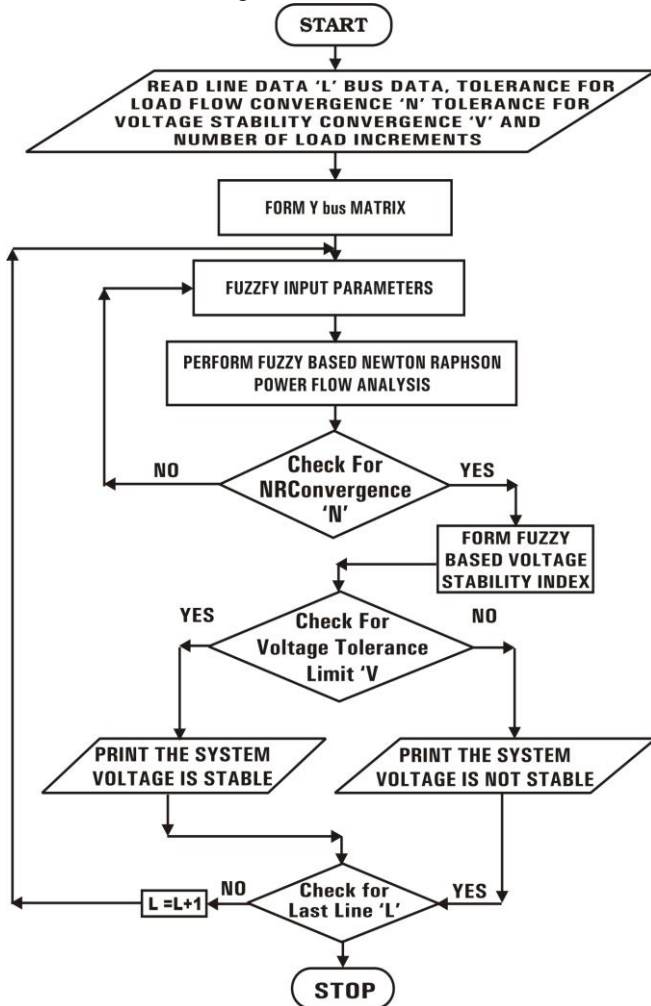 START
READ LINE DATA ‘L’ BUS DATA, TOLERANCE FOR
LOAD FLOW CONVERGENCE ‘N’ TOLERANCE FOR
VOLTAGE STABILITY CONVERGENCE ‘V’ AND
NUMBER OF LOAD INCREMENTS
FORM Y bus MATRIX
FUZZFY INPUT PARAMETERS
PERFORM FUZZY BASED NEWTON RAPHSON
POWER FLOW ANALYSIS
NO
Check For
NRConvergence
‘N’
YES
FORM FUZZY
BASED VOLTAGE
STABILITY INDEX
YES
Check For
Voltage Tolerance
Limit ‘V
NO
PRINT THE SYSTEM
VOLTAGE IS STABLE
PRINT THE SYSTEM
VOLTAGE IS NOT STABLE
L =L+1
NO
Check for
Last Line ‘L’
YES
STOP